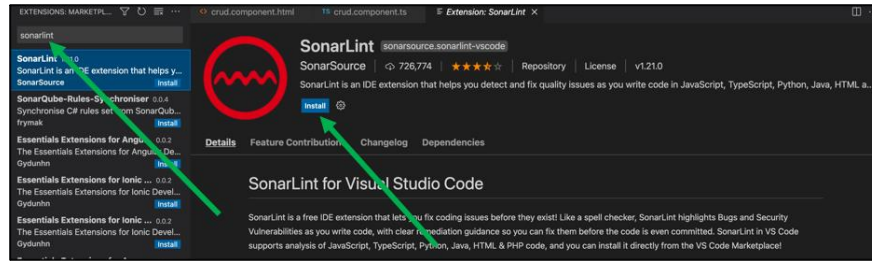 EXTENSIONS: MARKETPL...
crud.component.html
TS crud.component.ts
Extension: SonarLint
sonarlint
SonarLint
SonarLint is an IDE extension that helps y...
SonarSource
Install
SonarQube-Rules-Synchroniser 0.0.4
Synchronise C# rules set from SonarQub...
frymak
Install
Essentials Extensions for Angu... 0.0.2
The Essentials Extensions for Angular De...
Gydunhn
Install
Essentials Extensions for Ionic ... 0.0.2
The Essentials Extensions for Ionic Devel...
Gydunhn
Install
Essentials Extensions for Ionic ... 0.0.2
The Essentials Extensions for Ionic Devel...
Gydunhn
Install
SonarLint sonarsource.sonarlint-vscode
SonarSource 726,774 Repository License v1.21.0
SonarLint is an IDE extension that helps you detect and fix quality issues as you write code in JavaScript, TypeScript, Python, Java, HTML a...
Install
Details Feature Contributions Changelog Dependencies
SonarLint for Visual Studio Code
SonarLint is a free IDE extension that lets you fix coding issues before they exist! Like a spell checker, SonarLint highlights Bugs and Security
Vulnerabilities as you write code, with clear remediation guidance so you can fix them before the code is even committed. SonarLint in VS Code
supports analysis of JavaScript, TypeScript, Python, Java, HTML & PHP code, and you can install it directly from the VS Code Marketplace!